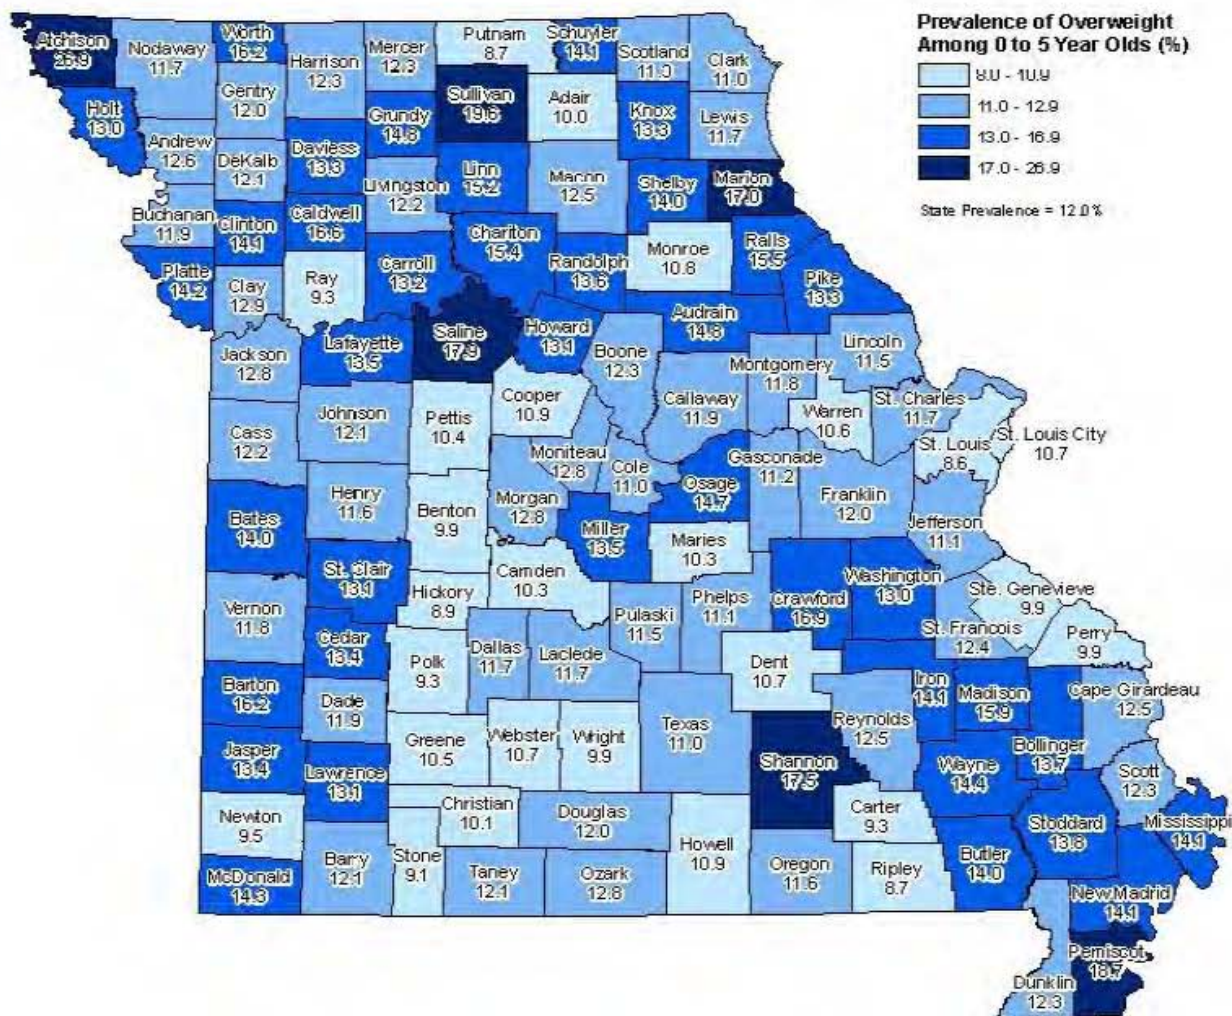 Prevalence of Overweight
Among 0 to 5 Year Olds (%)
8.0 - 10.9
11.0 - 12.9
13.0 - 16.9
17.0 - 26.9
State Prevalence = 12.0%
Atchison
26.9
Nodaway
11.7
Worth
16.2
Harrison
12.3
Mercer
12.3
Putnam
8.7
Schuyler
14.1
Scotland
11.0
Clark
11.0
Holt
13.0
Gentry
12.0
Grundy
14.8
Sullivan
19.6
Adair
10.0
Knox
13.3
Lewis
11.7
Andrew
12.6
DeKalb
12.1
Daviess
13.3
Livingston
12.2
Linn
15.2
Macon
12.5
Shelby
14.0
Marion
17.0
Buchanan
11.9
Clinton
14.1
Caldwell
16.6
Chariton
15.4
Randolph
13.6
Monroe
10.8
Ralls
15.5
Platte
14.2
Clay
12.9
Ray
9.3
Carroll
13.2
Pike
13.3
Jackson
12.8
Lafayette
13.5
Saline
17.9
Howard
13.1
Boone
12.3
Audrain
14.8
Montgomery
11.8
Lincoln
11.5
Cass
12.2
Johnson
12.1
Pettis
10.4
Cooper
10.9
Callaway
11.9
Warren
10.6
St. Charles
11.7
St. Louis
8.6
St. Louis City
10.7
Moniteau
12.8
Cole
11.0
Osage
14.7
Gasconade
11.2
Franklin
12.0
Bates
14.0
Henry
11.6
Benton
9.9
Morgan
12.8
Miller
13.5
Maries
10.3
Jefferson
11.1
St. Clair
13.1
Hickory
8.9
Camden
10.3
Pulaski
11.5
Phelps
11.1
Crawford
16.9
Washington
13.0
Ste. Genevieve
9.9
Vernon
11.8
Cedar
13.4
Polk
9.3
Dallas
11.7
Laclede
11.7
Dent
10.7
St. Francois
12.4
Perry
9.9
Barton
16.2
Dade
11.9
Greene
10.5
Webster
10.7
Wright
9.9
Texas
11.0
Shannon
17.5
Reynolds
12.5
Iron
14.1
Madison
15.9
Cape Girardeau
12.5
Bollinger
13.7
Jasper
13.4
Lawrence
13.1
Wayne
14.4
Scott
12.3
Newton
9.5
Christian
10.1
Douglas
12.0
Carter
9.3
Stoddard
13.8
Mississippi
14.1
McDonald
14.3
Barry
12.1
Stone
9.1
Taney
12.1
Ozark
12.8
Howell
10.9
Oregon
11.6
Ripley
8.7
Butler
14.0
New Madrid
14.1
Pemiscot
18.7
Dunklin
12.3